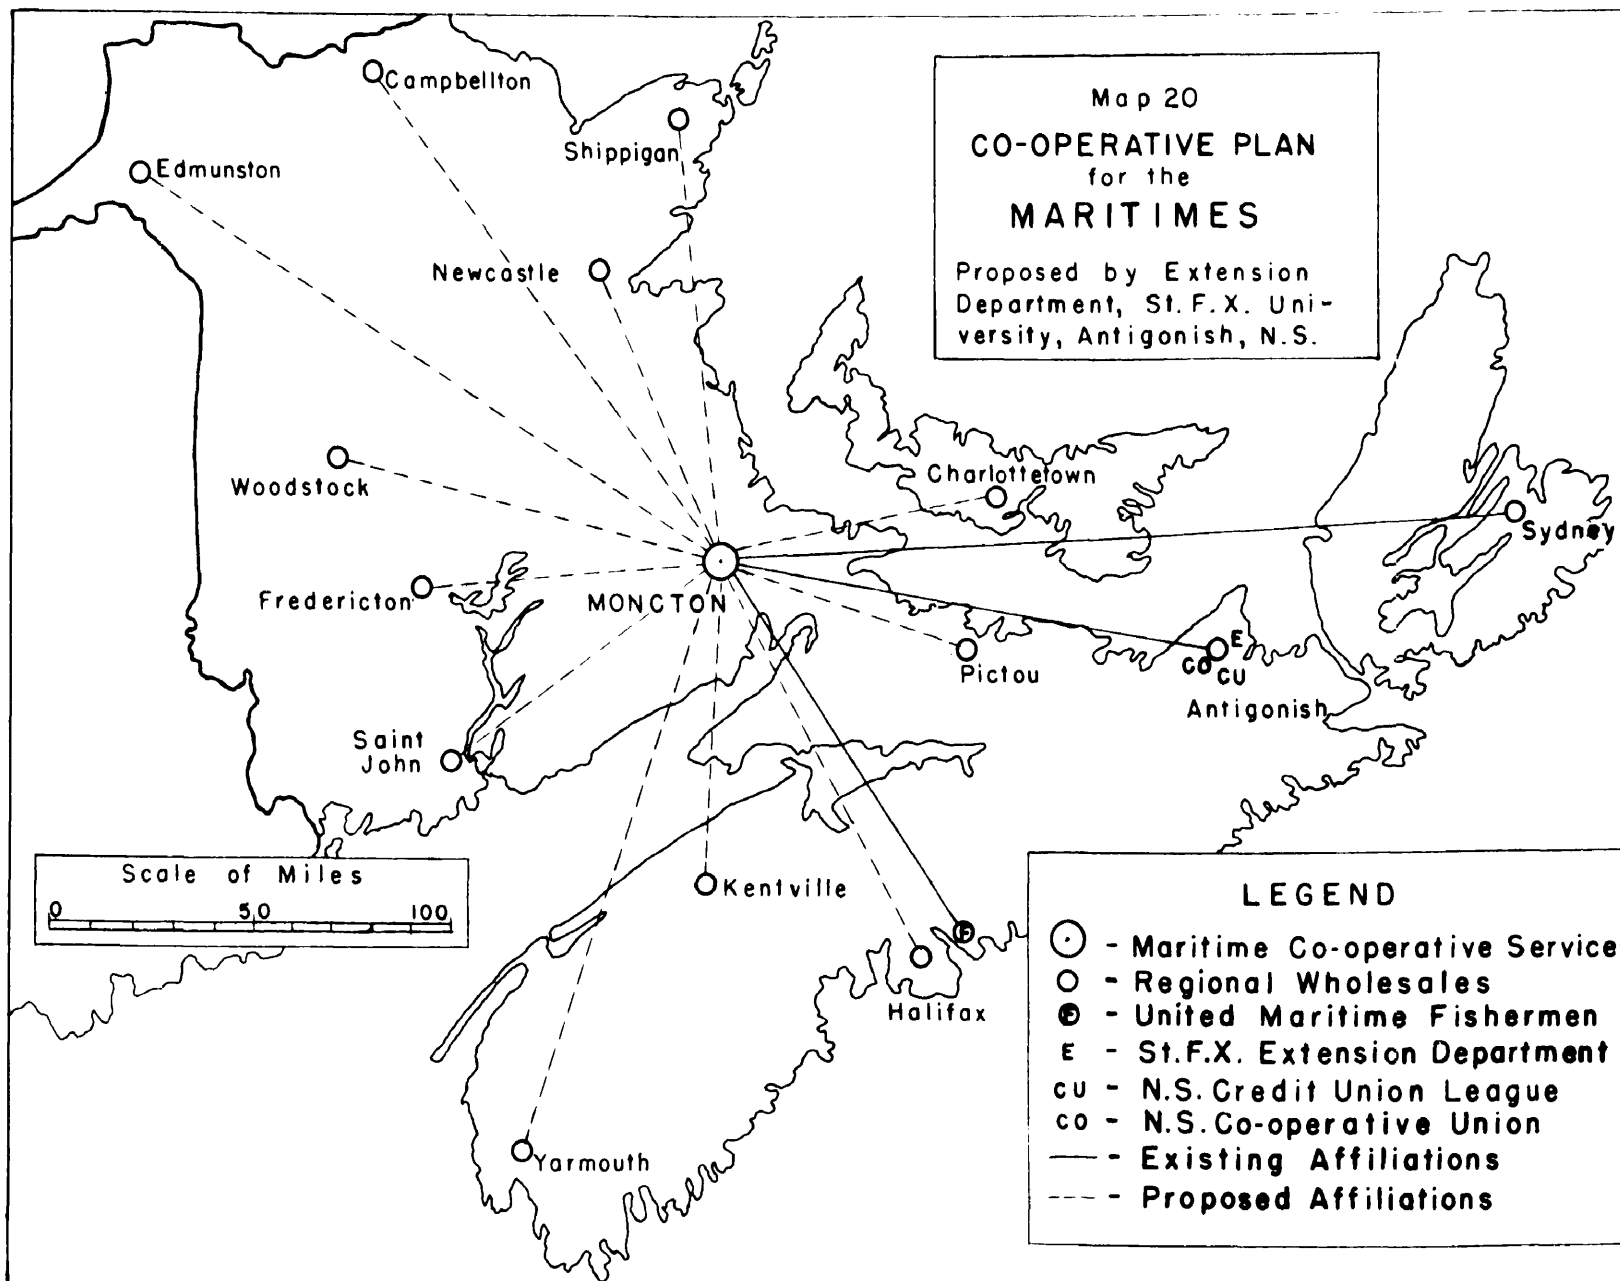 Map 20
CO-OPERATIVE PLAN
for the
MARITIMES
Proposed by Extension
Department, St. F. X. Uni-
versity, Antigonish, N.S.
Campbellton
Shippigan
Edmunston
Newcastle
Woodstock
Charlottetown
Sydney
Fredericton
MONCTON
E
CO
CU
Pictou
Antigonish
Saint
John
Scale of Miles
0 50 100
Kentville
F
Halifax
Yarmouth
LEGEND
- Maritime Co-operative Service
- Regional Wholesales
F - United Maritime Fishermen
E - St.F.X. Extension Department
CU - N.S. Credit Union League
CO - N.S. Co-operative Union
- Existing Affiliations
- Proposed Affiliations